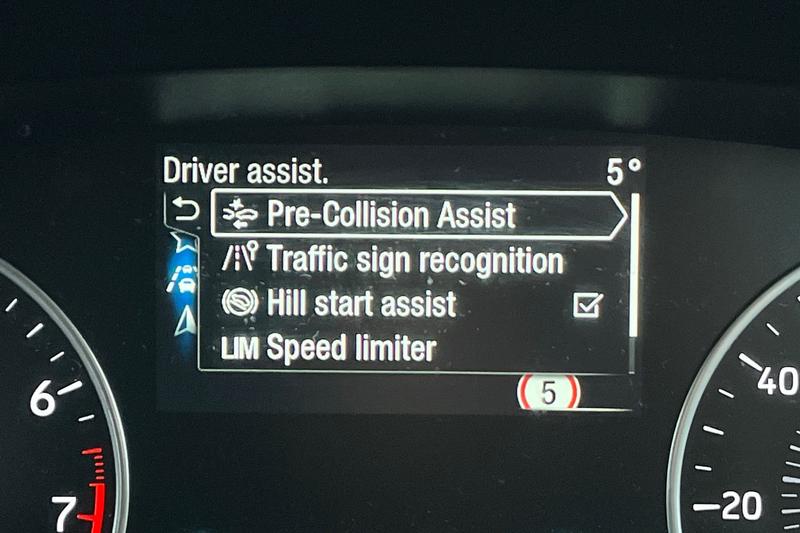 Driver assist. 5°
Pre-Collision Assist
Traffic sign recognition
Hill start assist
LIM Speed limiter
5
6
7
40
20